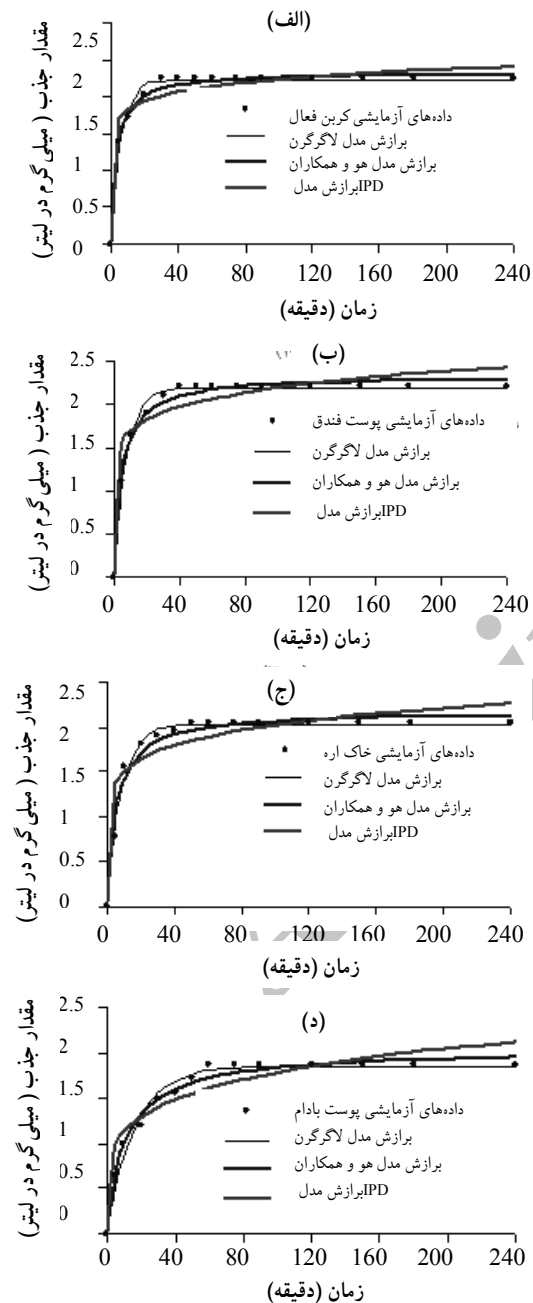 (الف)
مقدار جذب (میلی گرم در لیتر)
2.5
2
1.5
1
2.5
0
داده‌های آزمایشی کربن فعال
برازش مدل لاگرگرن
برازش مدل هو و همکاران
برازش مدل IPD
0 40 80 120 160 200 240
زمان (دقیقه)
(ب)
مقدار جذب (میلی گرم در لیتر)
2.5
2
1.5
1
0.5
0
داده‌های آزمایشی پوست فندق
برازش مدل لاگرگرن
برازش مدل هو و همکاران
برازش مدل IPD
0 40 80 120 160 200 240
زمان (دقیقه)
(ج)
مقدار جذب (میلی گرم در لیتر)
2.5
2
1.5
1
0.5
0
داده‌های آزمایشی خاک اره
برازش مدل لاگرگرن
برازش مدل هو و همکاران
برازش مدل IPD
0 40 80 120 160 200 240
زمان (دقیقه)
(د)
مقدار جذب (میلی گرم در لیتر)
2.5
2
1.5
1
0.5
0
داده‌های آزمایشی پوست بادام
برازش مدل لاگرگرن
برازش مدل هو و همکاران
برازش مدل IPD
0 40 80 120 160 200 240
زمان (دقیقه)